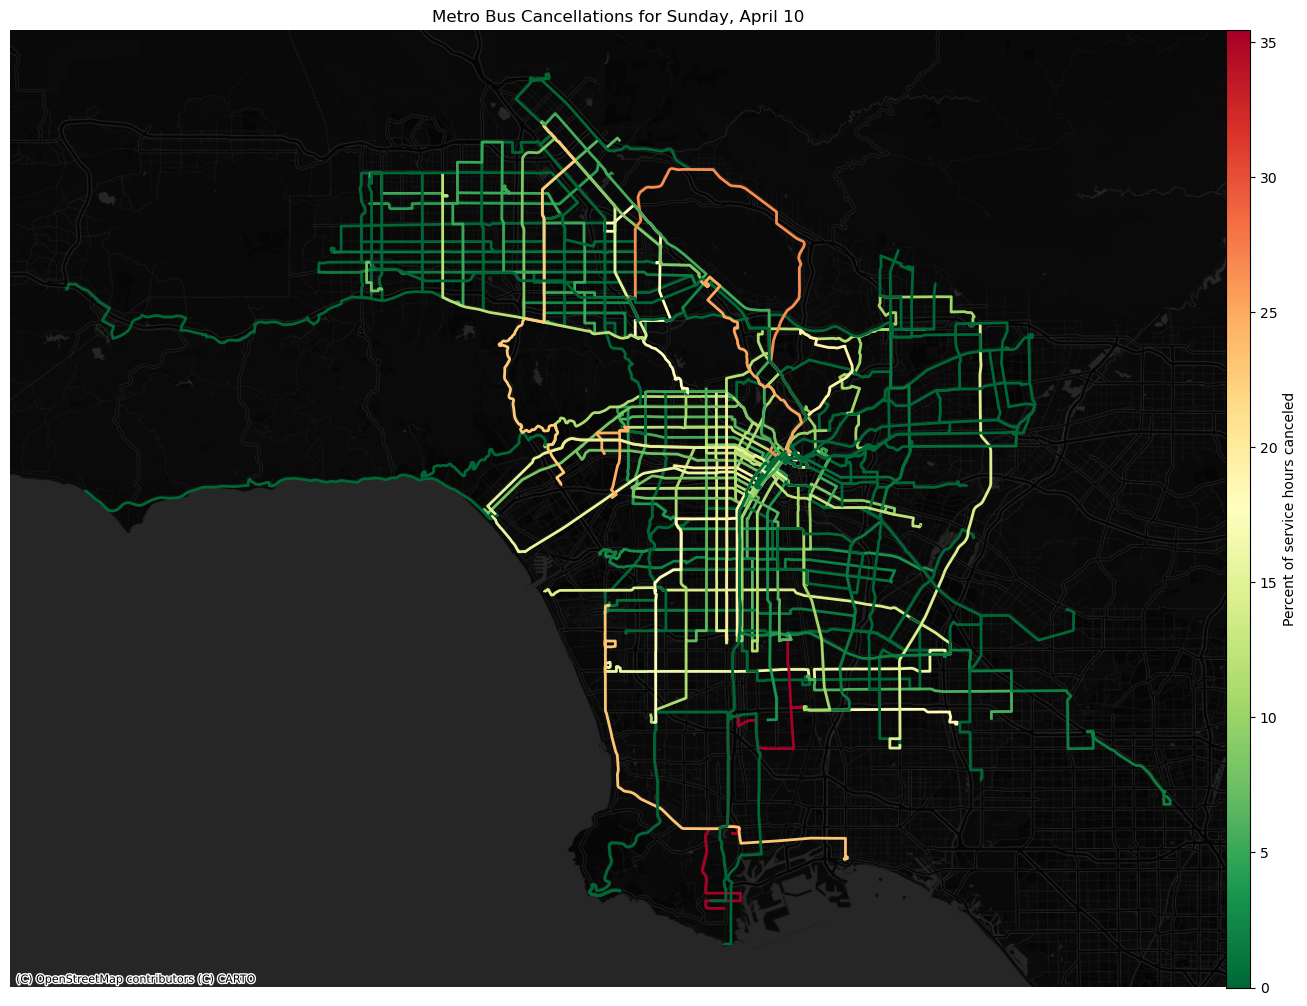 Metro Bus Cancellations for Sunday, April 10
35
30
25
20
15
10
5
0
Percent of service hours canceled
(C) OpenStreetMap contributors (C) CARTO